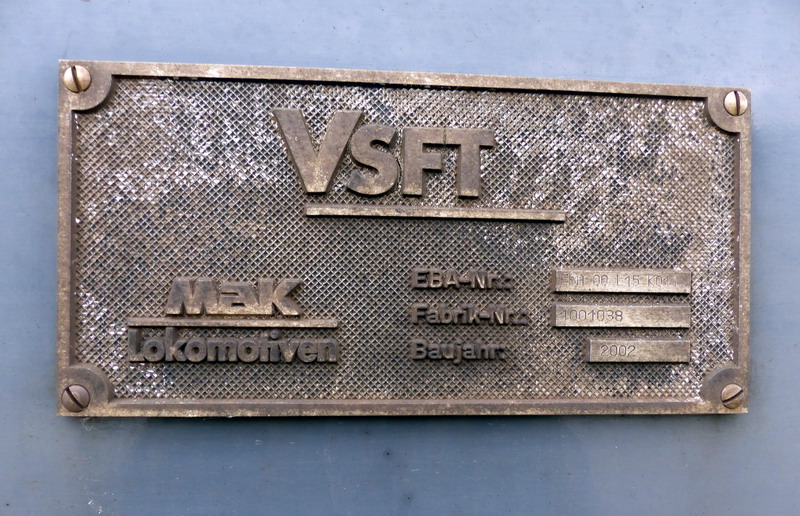 VSFT
MaK
Lokomotiven
EBA-Nr.:
Fabrik-Nr.: 1001038
Baujahr: 2002